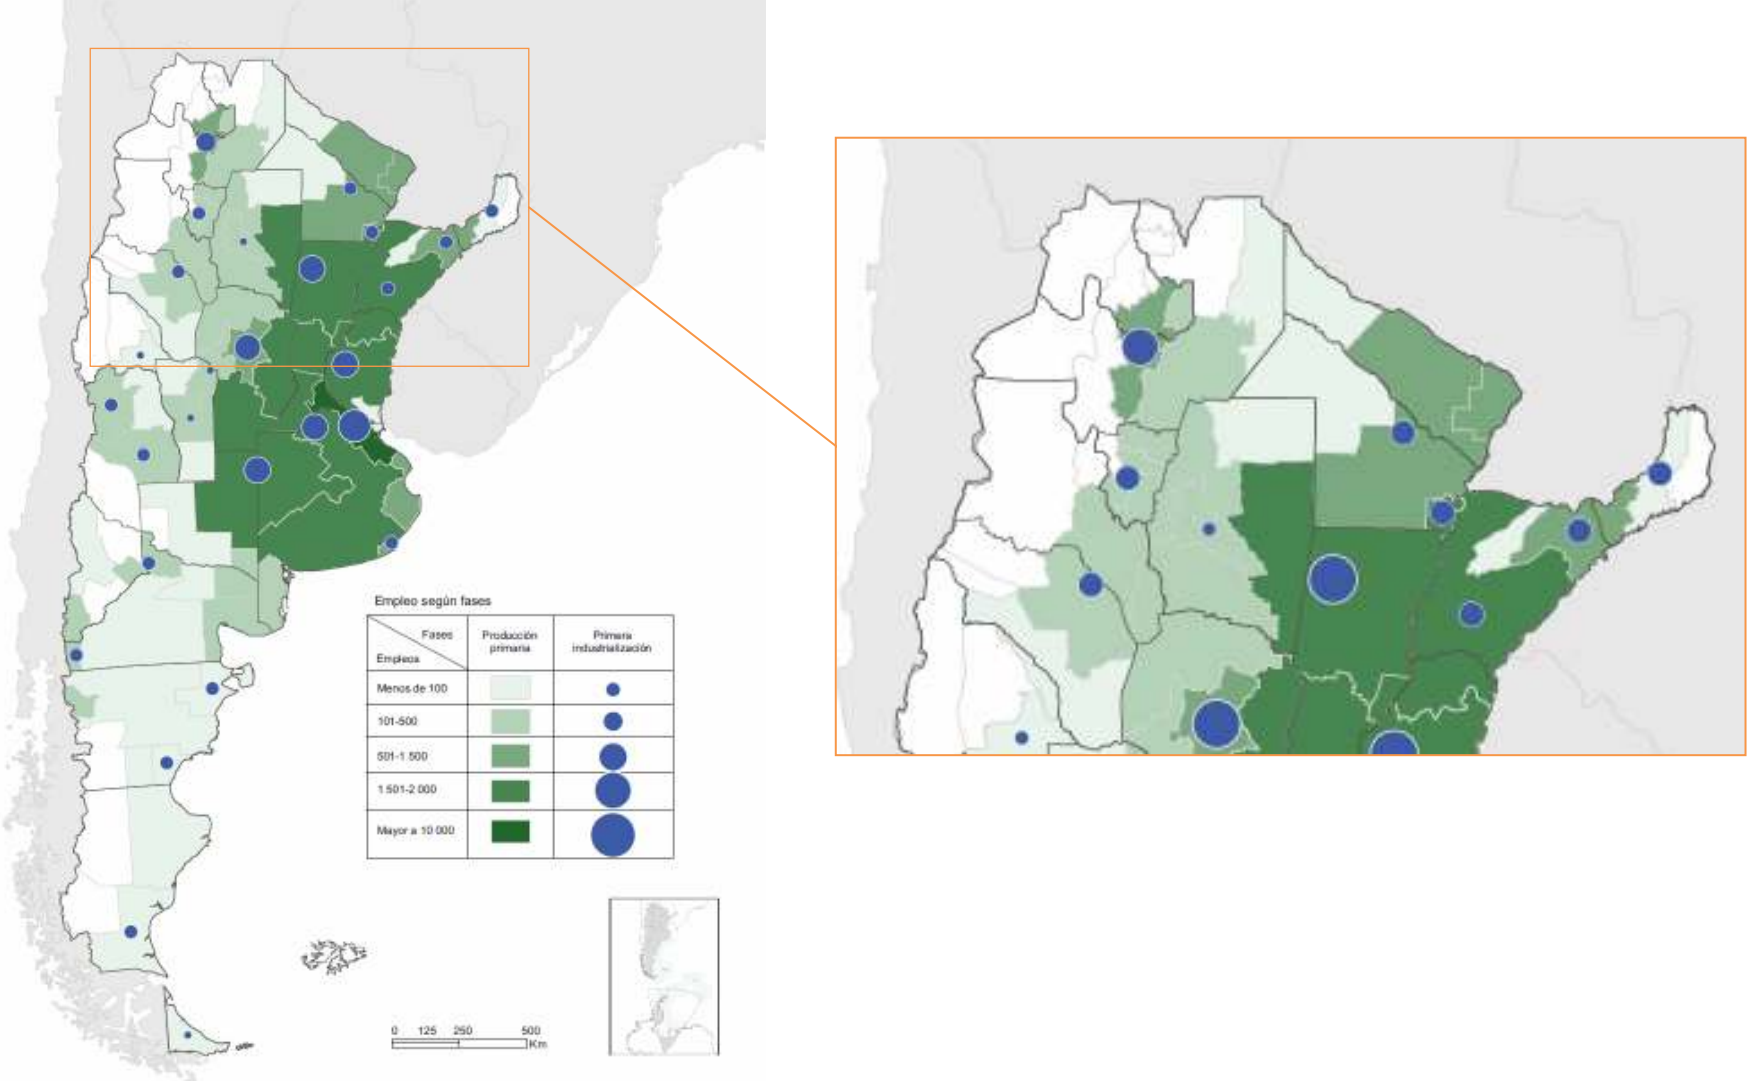 Empleo según fases
Fases
Empleos
Producción
primaria
Primera
industrialización
Menos de 100
101-500
501-1 500
1 501-2 000
Mayor a 10 000
0 125 250 500
Km